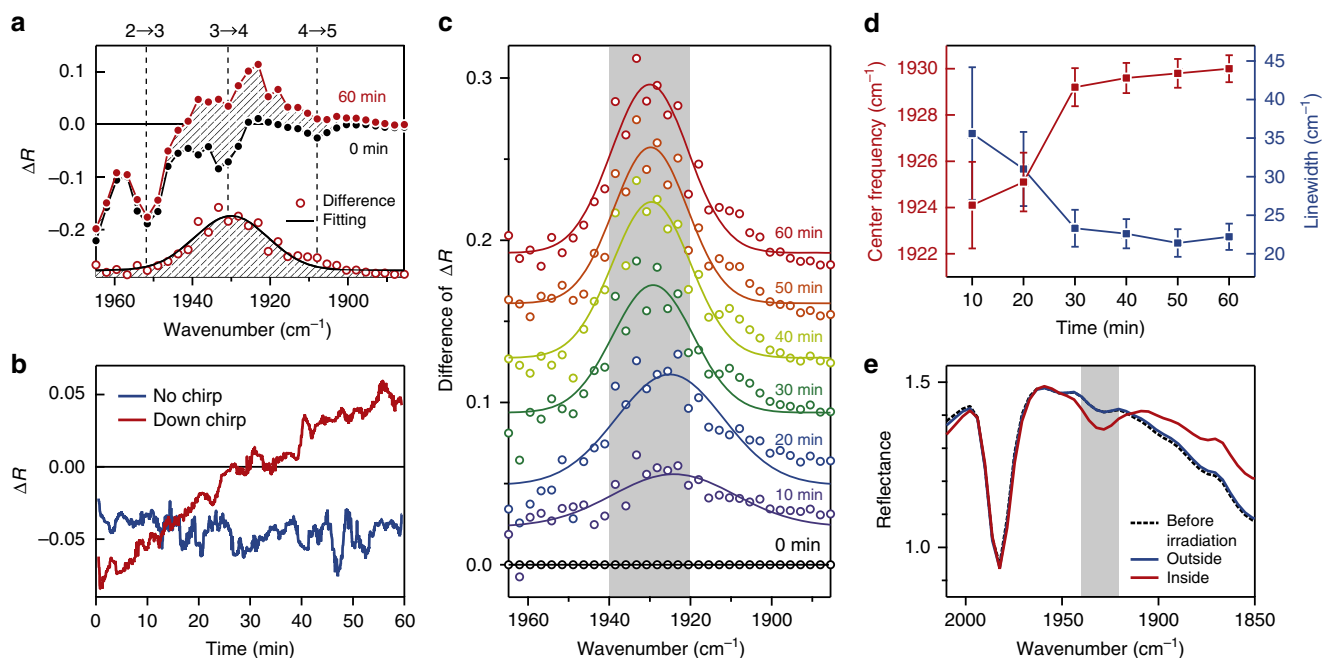 a
2→3 3→4 4→5
0.1
0.0
−0.1
−0.2
ΔR
60 min
0 min
Difference
Fitting
1960 1940 1920 1900
Wavenumber (cm⁻¹)
b
0.05
0.00
−0.05
ΔR
No chirp
Down chirp
0 10 20 30 40 50 60
Time (min)
c
0.3
0.2
0.1
0.0
Difference of ΔR
60 min
50 min
40 min
30 min
20 min
10 min
0 min
1960 1940 1920 1900
Wavenumber (cm⁻¹)
d
1930
1928
1926
1924
1922
Center frequency (cm⁻¹)
45
40
35
30
25
20
Linewidth (cm⁻¹)
10 20 30 40 50 60
Time (min)
e
1.5
1.0
Reflectance
Before
irradiation
Outside
Inside
2000 1950 1900 1850
Wavenumber (cm⁻¹)